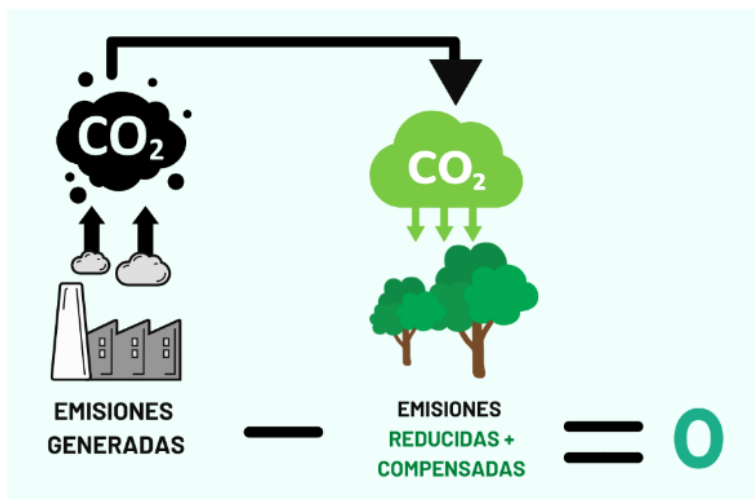 CO₂
CO₂
EMISIONES
GENERADAS
—
EMISIONES
REDUCIDAS +
COMPENSADAS
= 0